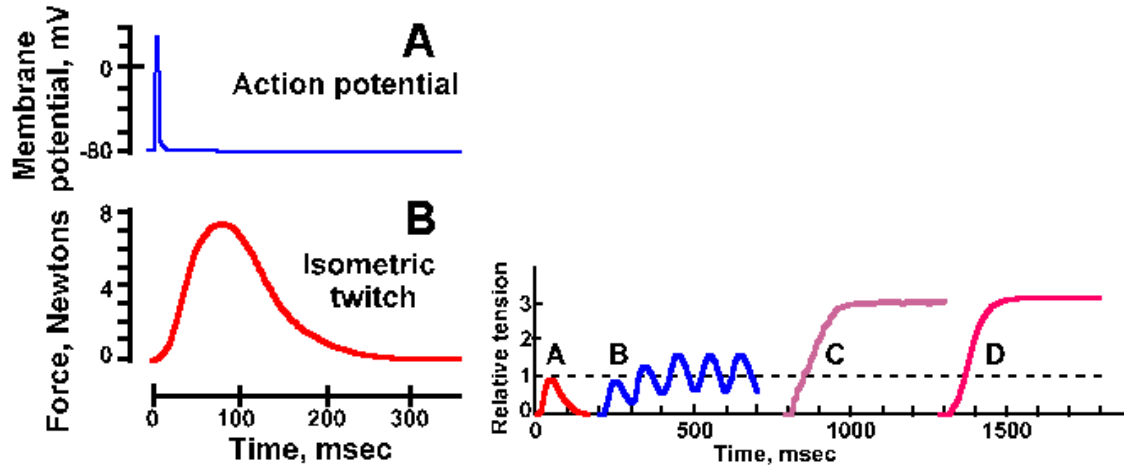 Membrane
potential, mV
0
-80
A
Action potential
Force, Newtons
8
4
0
B
Isometric
twitch
0
100
200
300
Time, msec
Relative tension
3
2
1
0
A
B
C
D
0
500
1000
1500
Time, msec